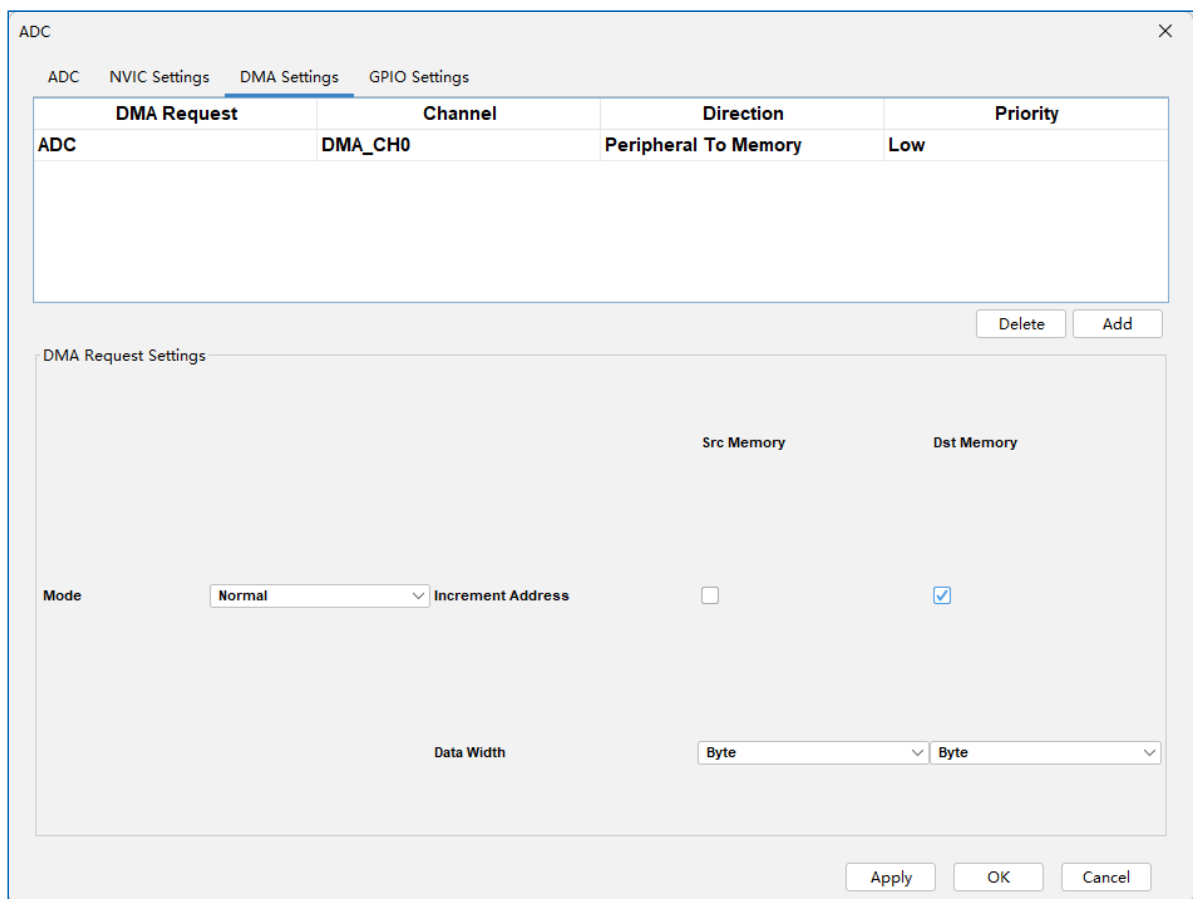 ADC
ADC NVIC Settings DMA Settings GPIO Settings
DMA Request Channel Direction Priority
ADC DMA_CH0 Peripheral To Memory Low
Delete Add
DMA Request Settings
Src Memory Dst Memory
Mode Normal Increment Address
Data Width Byte Byte
Apply OK Cancel